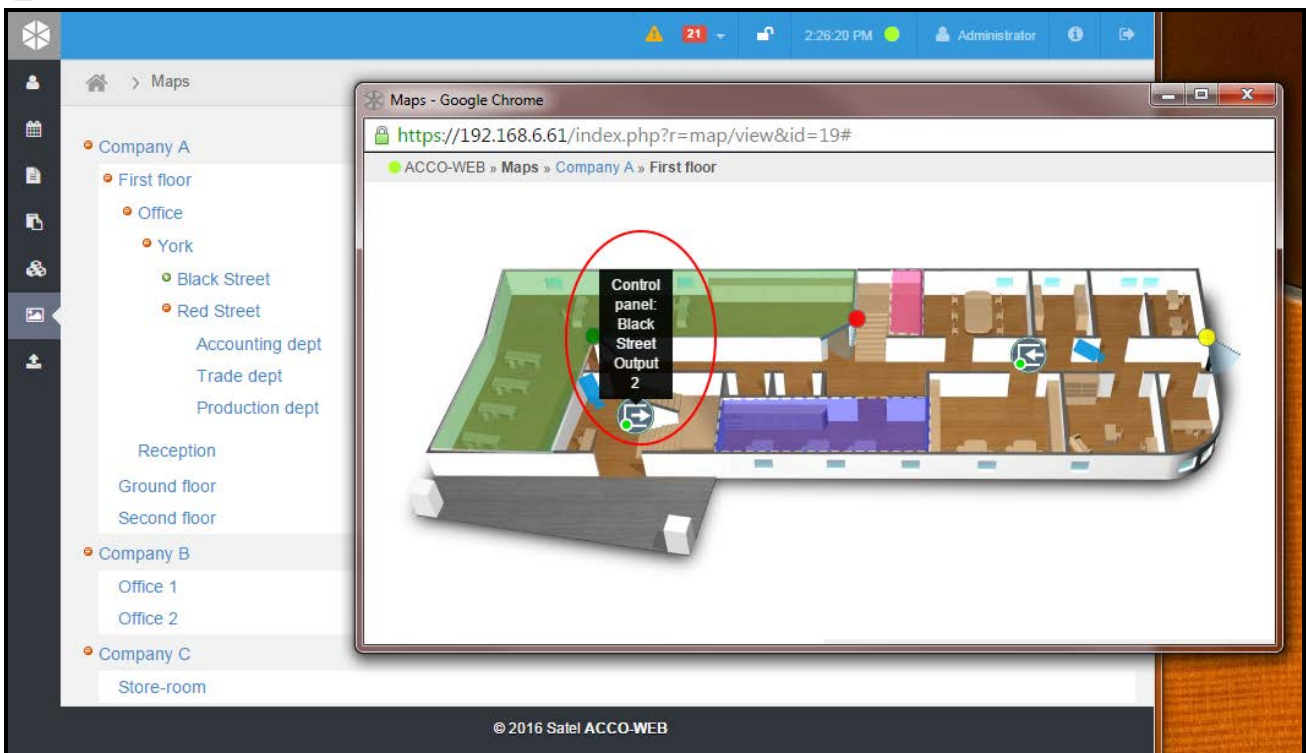 21
2:26:20 PM
Administrator
> Maps
Company A
First floor
Office
York
Black Street
Red Street
Accounting dept
Trade dept
Production dept
Reception
Ground floor
Second floor
Company B
Office 1
Office 2
Company C
Store-room
Maps - Google Chrome
https://192.168.6.61/index.php?r=map/view&id=19#
ACCO-WEB » Maps » Company A » First floor
Control
panel:
Black
Street
Output
2
© 2016 Satel ACCO-WEB